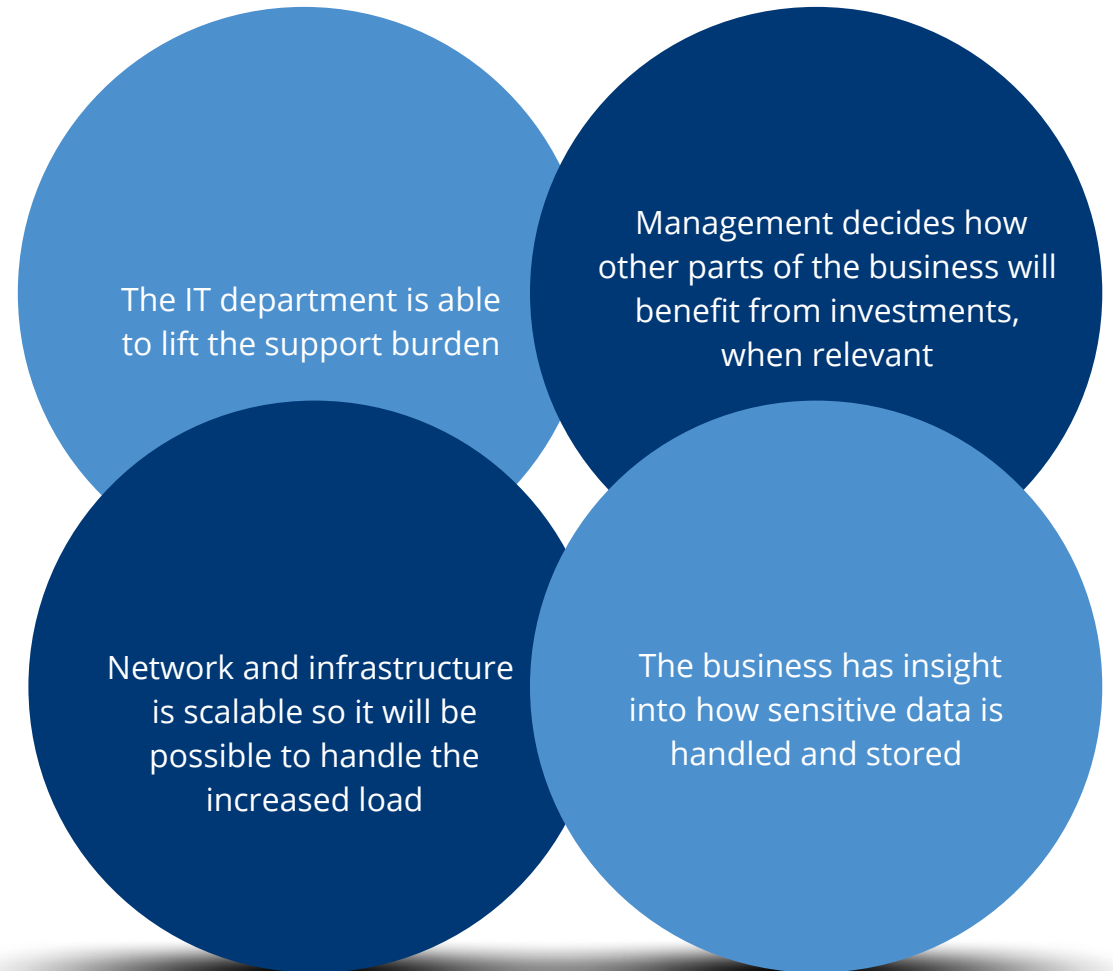 The IT department is able
to lift the support burden
Management decides how
other parts of the business will
benefit from investments,
when relevant
Network and infrastructure
is scalable so it will be
possible to handle the
increased load
The business has insight
into how sensitive data is
handled and stored